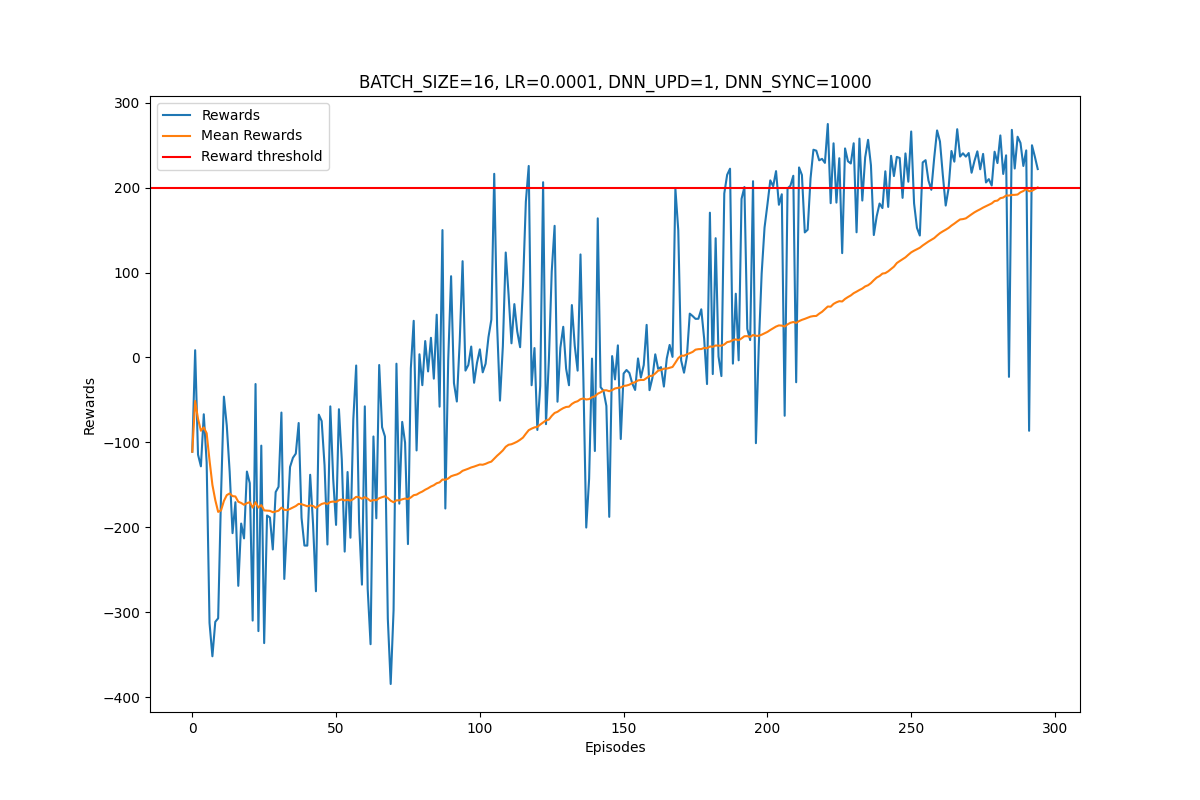 BATCH_SIZE=16, LR=0.0001, DNN_UPD=1, DNN_SYNC=1000
Rewards
Mean Rewards
Reward threshold
300
200
100
0
−100
−200
−300
−400
Rewards
0 50 100 150 200 250 300
Episodes